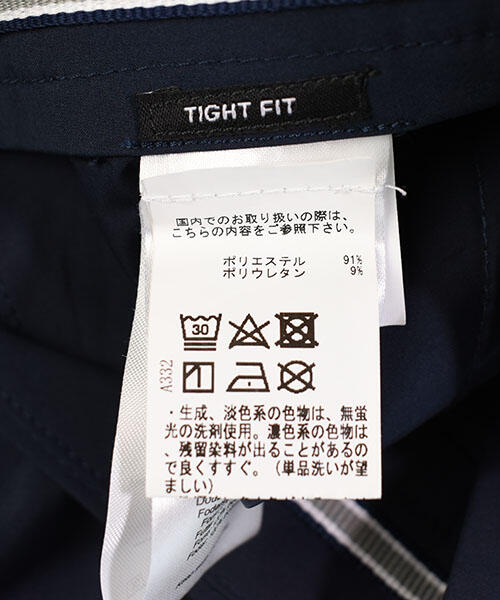 TIGHT FIT
国内でのお取り扱いの際は、
こちらの内容をご参照下さい。
ポリエステル 91%
ポリウレタン 9%
30
A332
・生成、淡色系の色物は、無蛍
光の洗剤使用。濃色系の色物は、
残留染料が出ることがあるの
で良くすすぐ。（単品洗いが望
ましい）